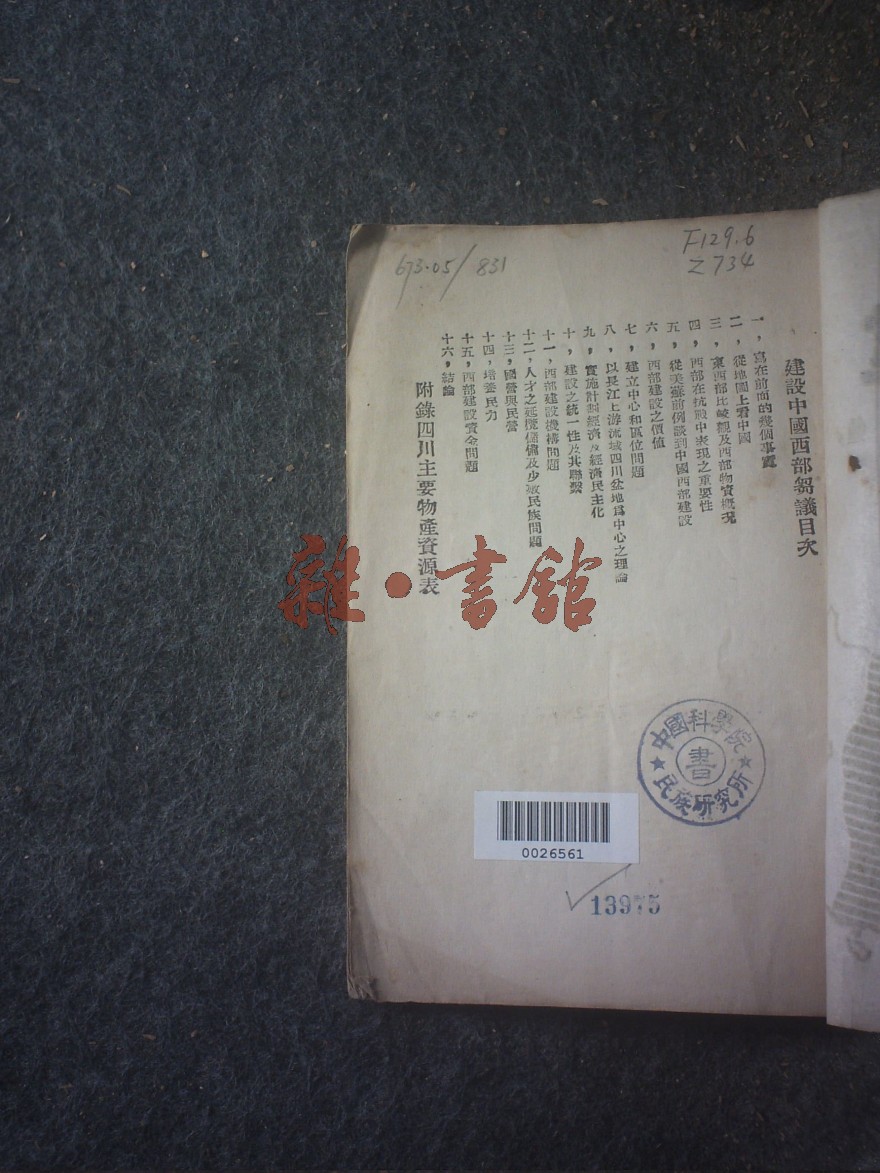 673.05/831
F129.6
Z734
建設中國西部芻議目次
一，寫在前面的幾個事實
二，從地圖上看中國
三，東西部比較觀及西部物資概況
四，西部在抗戰中表現之重要性
五，從美蘇前例談到中國西部建設
六，西部建設之價值
七，建立中心和區位問題
八，以長江上游流域四川盆地爲中心之理論
九，實施計劃經濟及經濟民主化
十，建設之統一性及其聯繫
十一，西部建設機構問題
十二，人才之延攬儲備及少數民族問題
十三，國營與民營
十四，培養民力
十五，西部建設資金問題
十六，結論
附錄四川主要物產資源表
雜·書館
中國科學院
書
民族研究所
0026561
13975